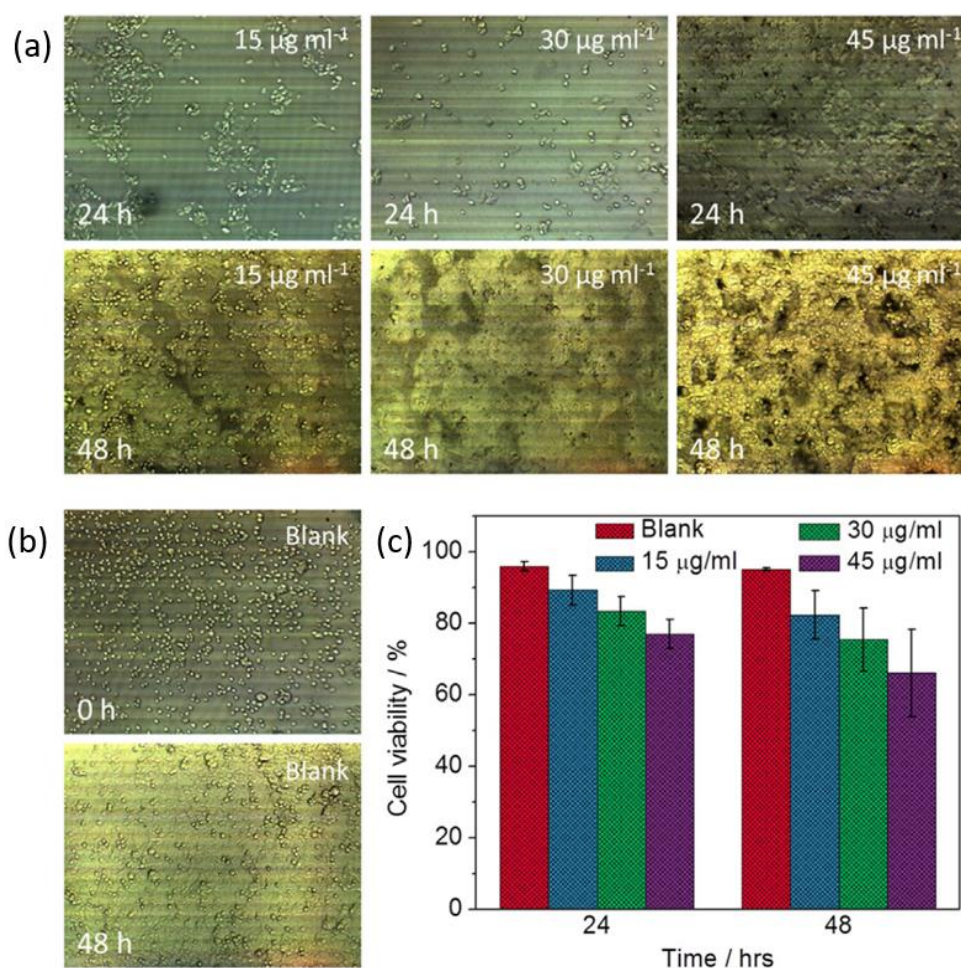 (a)
15 µg ml⁻¹
30 µg ml⁻¹
45 µg ml⁻¹
24 h
24 h
24 h
15 µg ml⁻¹
30 µg ml⁻¹
45 µg ml⁻¹
48 h
48 h
48 h
(b)
Blank
0 h
Blank
48 h
(c)
Blank
30 µg/ml
15 µg/ml
45 µg/ml
Cell viability / %
100
80
60
40
20
0
24
48
Time / hrs